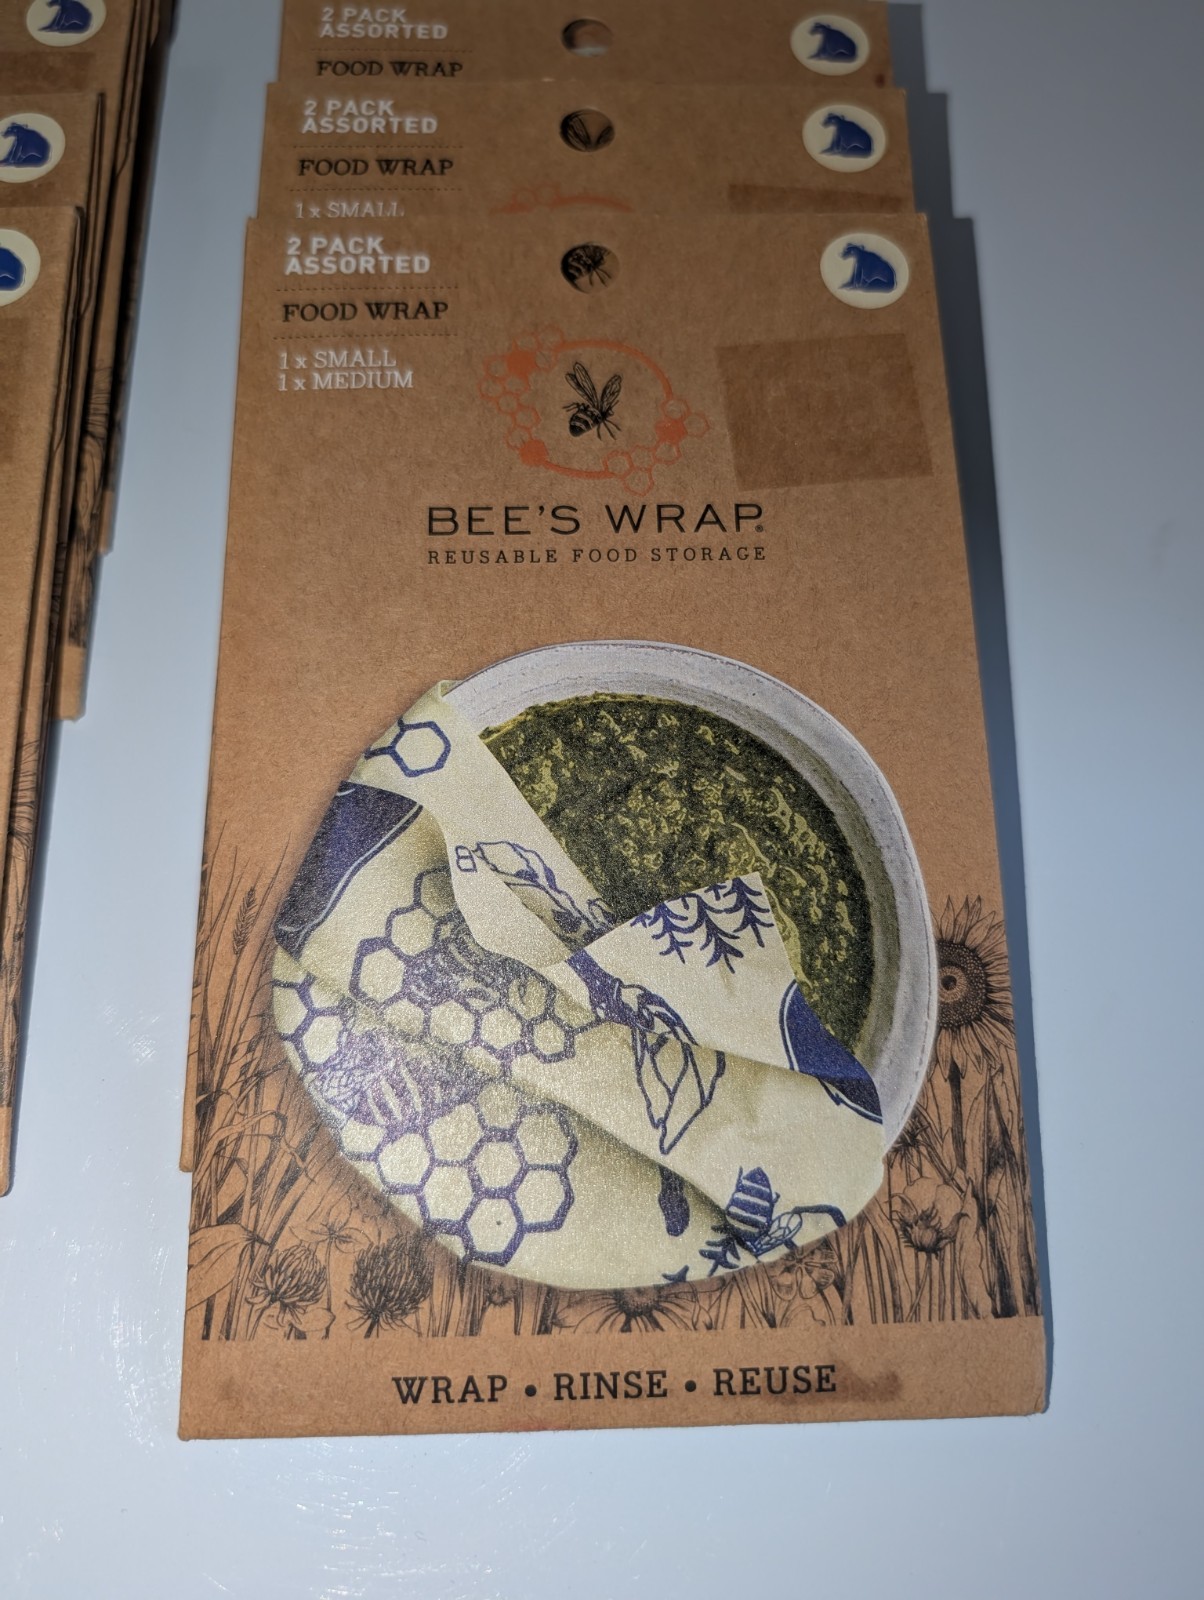 2 PACK
ASSORTED
FOOD WRAP
2 PACK
ASSORTED
FOOD WRAP
1 x SMALL
2 PACK
ASSORTED
FOOD WRAP
1 x SMALL
1 x MEDIUM
BEE'S WRAP®
REUSABLE FOOD STORAGE
WRAP • RINSE • REUSE